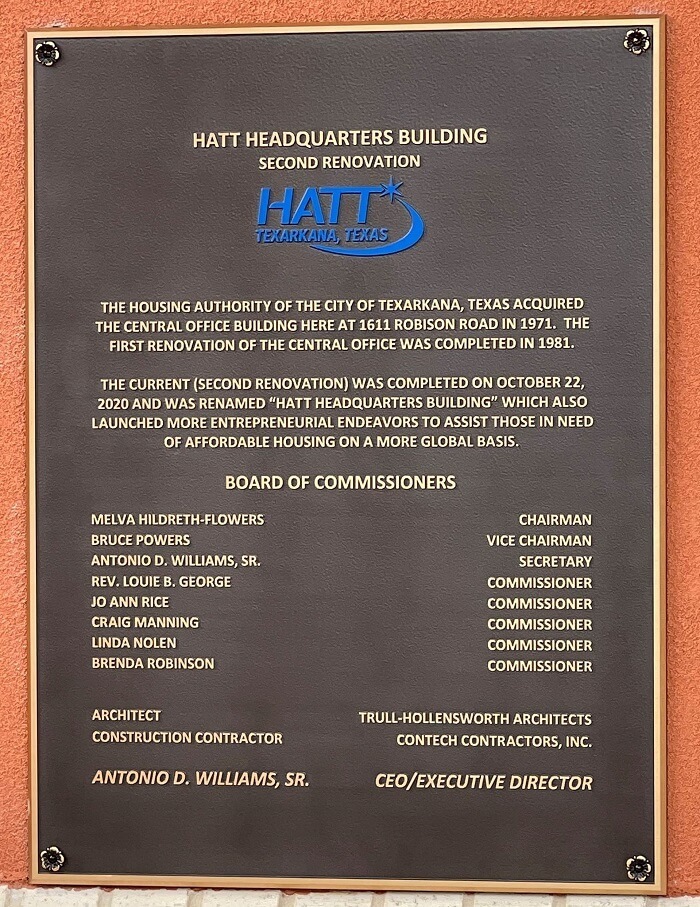 HATT HEADQUARTERS BUILDING
SECOND RENOVATION
HATT
TEXARKANA, TEXAS
THE HOUSING AUTHORITY OF THE CITY OF TEXARKANA, TEXAS ACQUIRED
THE CENTRAL OFFICE BUILDING HERE AT 1611 ROBISON ROAD IN 1971. THE
FIRST RENOVATION OF THE CENTRAL OFFICE WAS COMPLETED IN 1981.
THE CURRENT (SECOND RENOVATION) WAS COMPLETED ON OCTOBER 22,
2020 AND WAS RENAMED “HATT HEADQUARTERS BUILDING” WHICH ALSO
LAUNCHED MORE ENTREPRENEURIAL ENDEAVORS TO ASSIST THOSE IN NEED
OF AFFORDABLE HOUSING ON A MORE GLOBAL BASIS.
BOARD OF COMMISSIONERS
MELVA HILDRETH-FLOWERS CHAIRMAN
BRUCE POWERS VICE CHAIRMAN
ANTONIO D. WILLIAMS, SR. SECRETARY
REV. LOUIE B. GEORGE COMMISSIONER
JO ANN RICE COMMISSIONER
CRAIG MANNING COMMISSIONER
LINDA NOLEN COMMISSIONER
BRENDA ROBINSON COMMISSIONER
ARCHITECT TRULL-HOLLENSWORTH ARCHITECTS
CONSTRUCTION CONTRACTOR CONTECH CONTRACTORS, INC.
ANTONIO D. WILLIAMS, SR. CEO/EXECUTIVE DIRECTOR